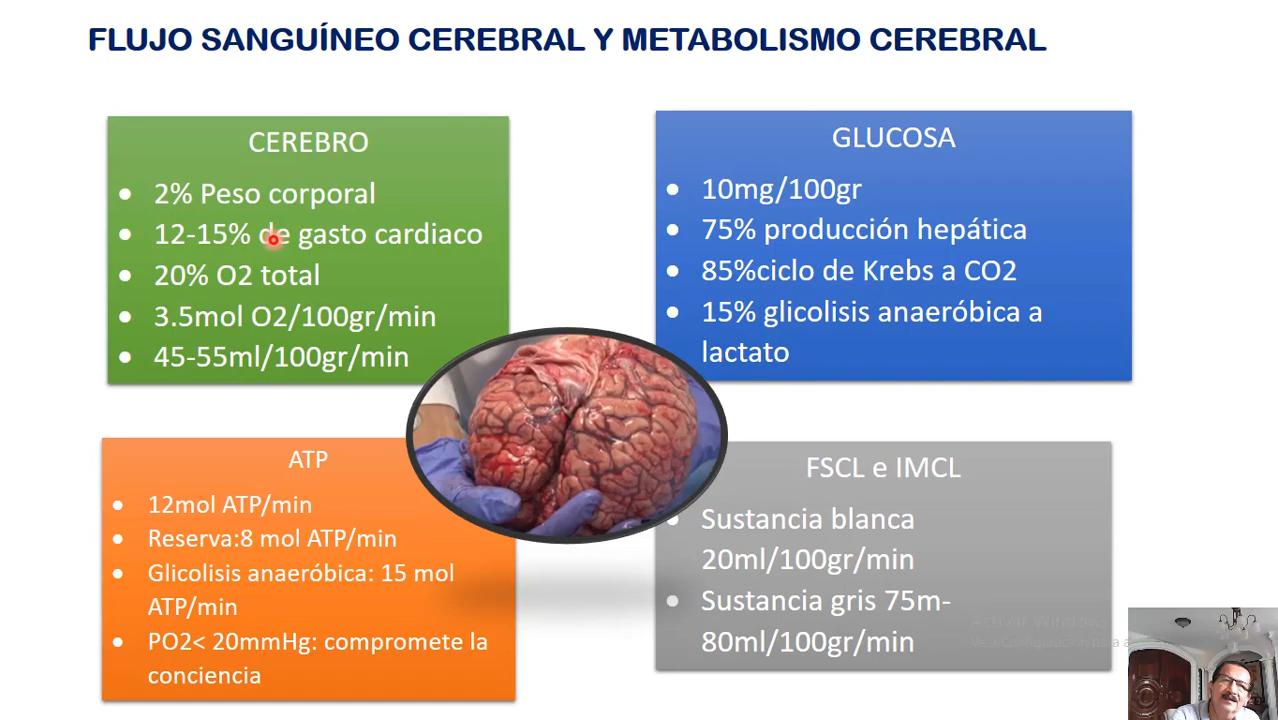 FLUJO SANGUÍNEO CEREBRAL Y METABOLISMO CEREBRAL
CEREBRO
2% Peso corporal
12-15% de gasto cardiaco
20% O2 total
3.5mol O2/100gr/min
45-55ml/100gr/min
GLUCOSA
10mg/100gr
75% producción hepática
85%ciclo de Krebs a CO2
15% glicolisis anaeróbica a
lactato
ATP
12mol ATP/min
Reserva:8 mol ATP/min
Glicolisis anaeróbica: 15 mol
ATP/min
PO2< 20mmHg: compromete la
conciencia
FSCL e IMCL
Sustancia blanca
20ml/100gr/min
Sustancia gris 75m-
80ml/100gr/min
Activar Windows